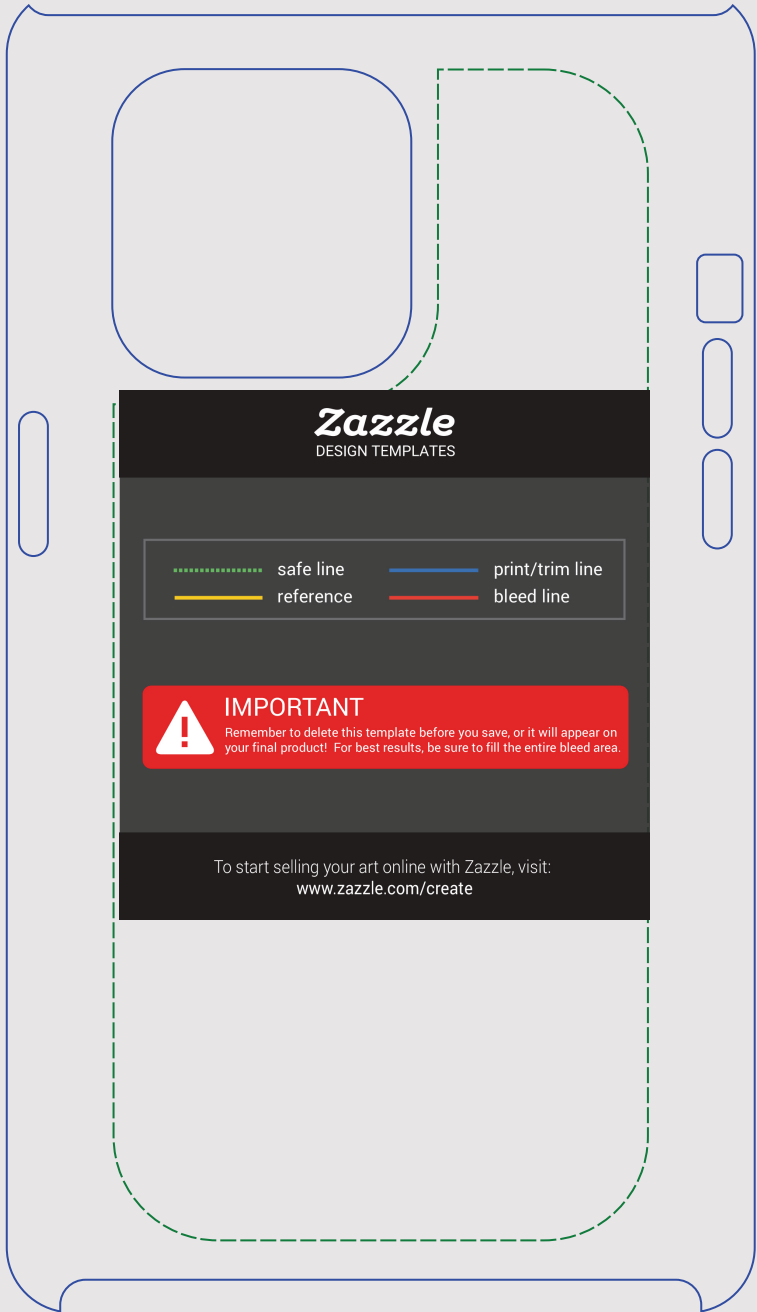 Zazzle
DESIGN TEMPLATES
safe line
print/trim line
reference
bleed line
IMPORTANT
Remember to delete this template before you save, or it will appear on
your final product!  For best results, be sure to fill the entire bleed area.
To start selling your art online with Zazzle, visit:
www.zazzle.com/create